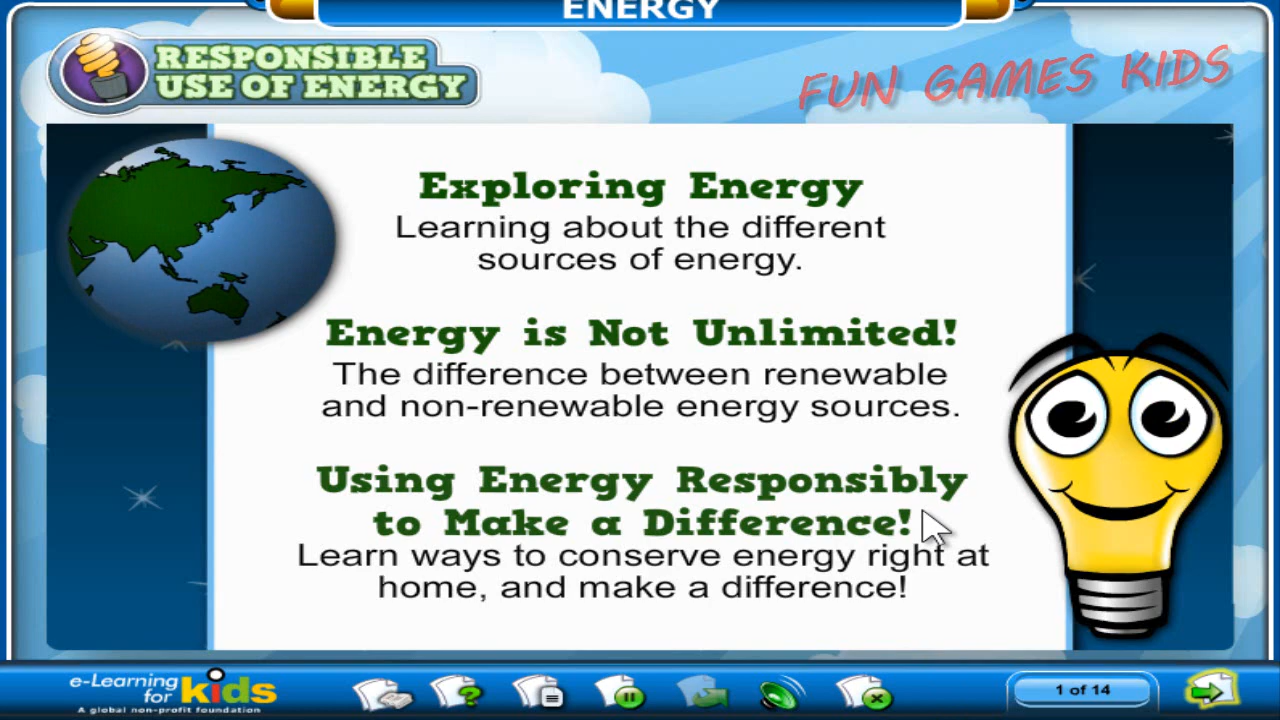 ENERGY
RESPONSIBLE
USE OF ENERGY
FUN GAMES KIDS
Exploring Energy
Learning about the different
sources of energy.
Energy is Not Unlimited!
The difference between renewable
and non-renewable energy sources.
Using Energy Responsibly
to Make a Difference!
Learn ways to conserve energy right at
home, and make a difference!
e-Learning
for kids
A global non-profit foundation
?
1 of 14